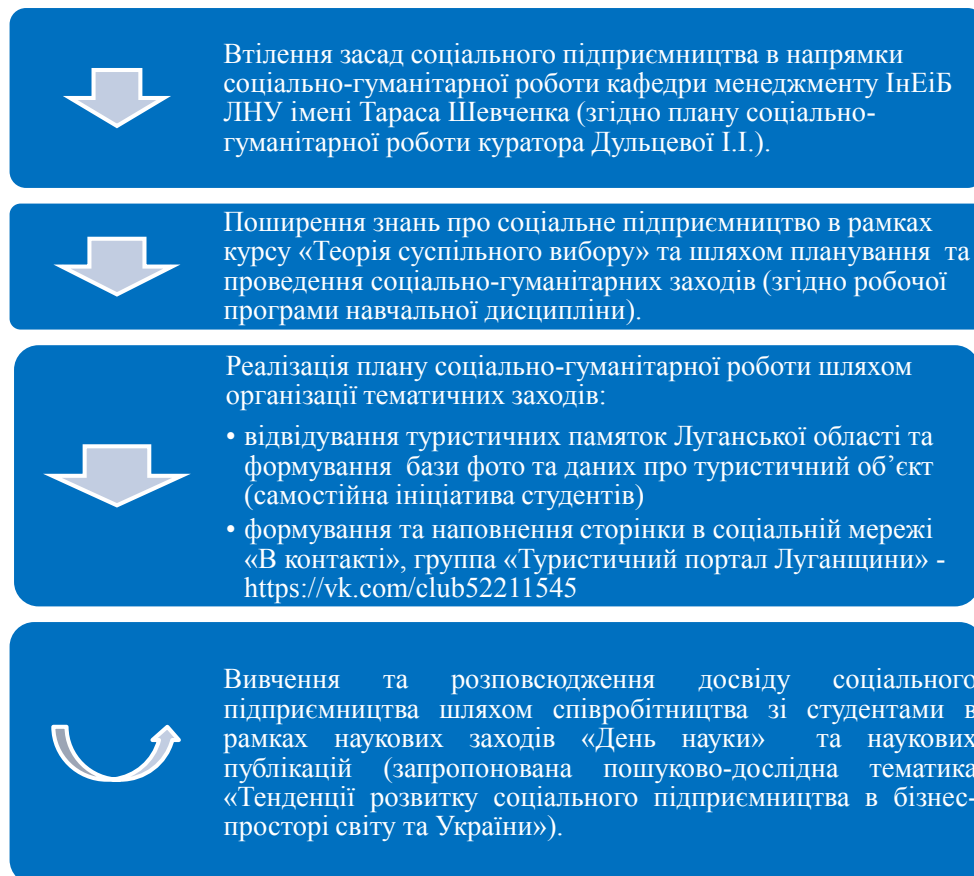 Втілення засад соціального підприємництва в напрямки
соціально-гуманітарної роботи кафедри менеджменту ІнЕіБ
ЛНУ імені Тараса Шевченка (згідно плану соціально-
гуманітарної роботи куратора Дульцевої І.І.).
Поширення знань про соціальне підприємництво в рамках
курсу «Теорія суспільного вибору» та шляхом планування та
проведення соціально-гуманітарних заходів (згідно робочої
програми навчальної дисципліни).
Реалізація плану соціально-гуманітарної роботи шляхом
організації тематичних заходів:
• відвідування туристичних памяток Луганської області та
формування бази фото та даних про туристичний об’єкт
(самостійна ініціатива студентів)
• формування та наповнення сторінки в соціальній мережі
«В контакті», группа «Туристичний портал Луганщини» -
https://vk.com/club52211545
Вивчення та розповсюдження досвіду соціального
підприємництва шляхом співробітництва зі студентами в
рамках наукових заходів «День науки» та наукових
публікацій (запропонована пошуково-дослідна тематика
«Тенденції розвитку соціального підприємництва в бізнес-
просторі світу та України»).